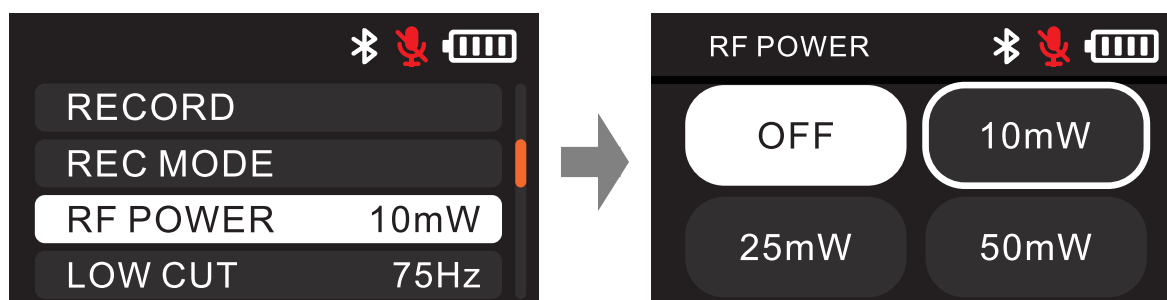 RECORD
REC MODE
RF POWER 10mW
LOW CUT 75Hz
RF POWER
OFF 10mW
25mW 50mW